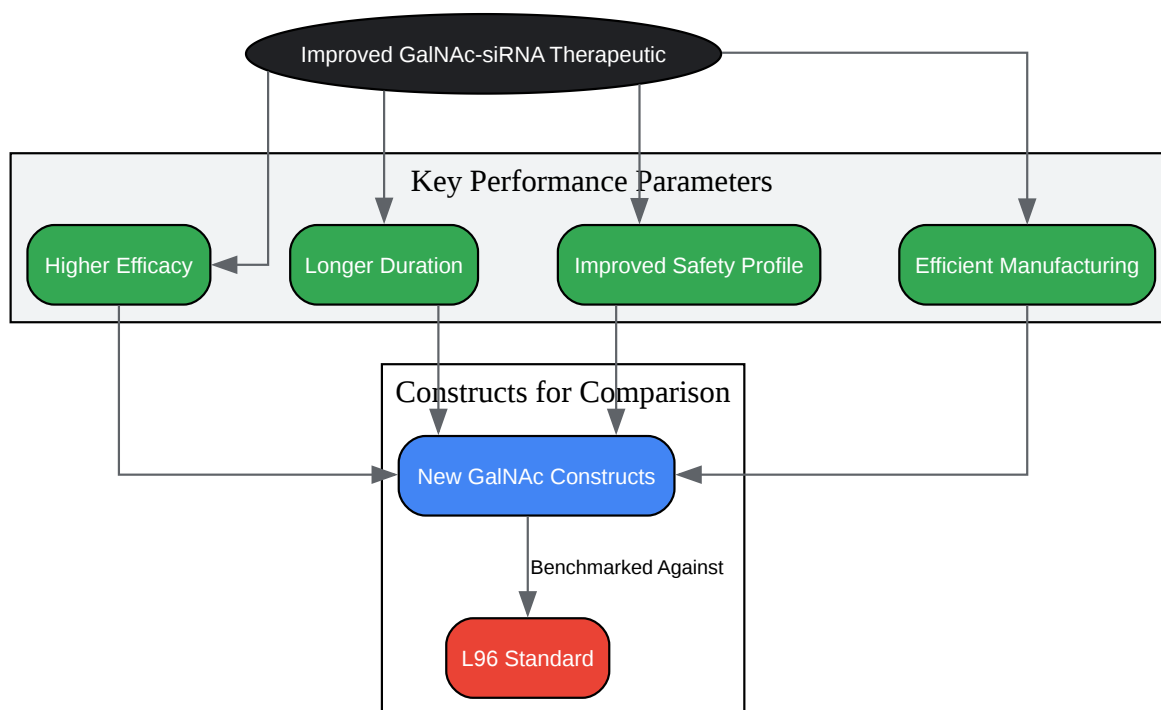 Improved GalNAc-siRNA Therapeutic
Key Performance Parameters
Higher Efficacy
Longer Duration
Improved Safety Profile
Efficient Manufacturing
Constructs for Comparison
New GalNAc Constructs
Benchmarked Against
L96 Standard